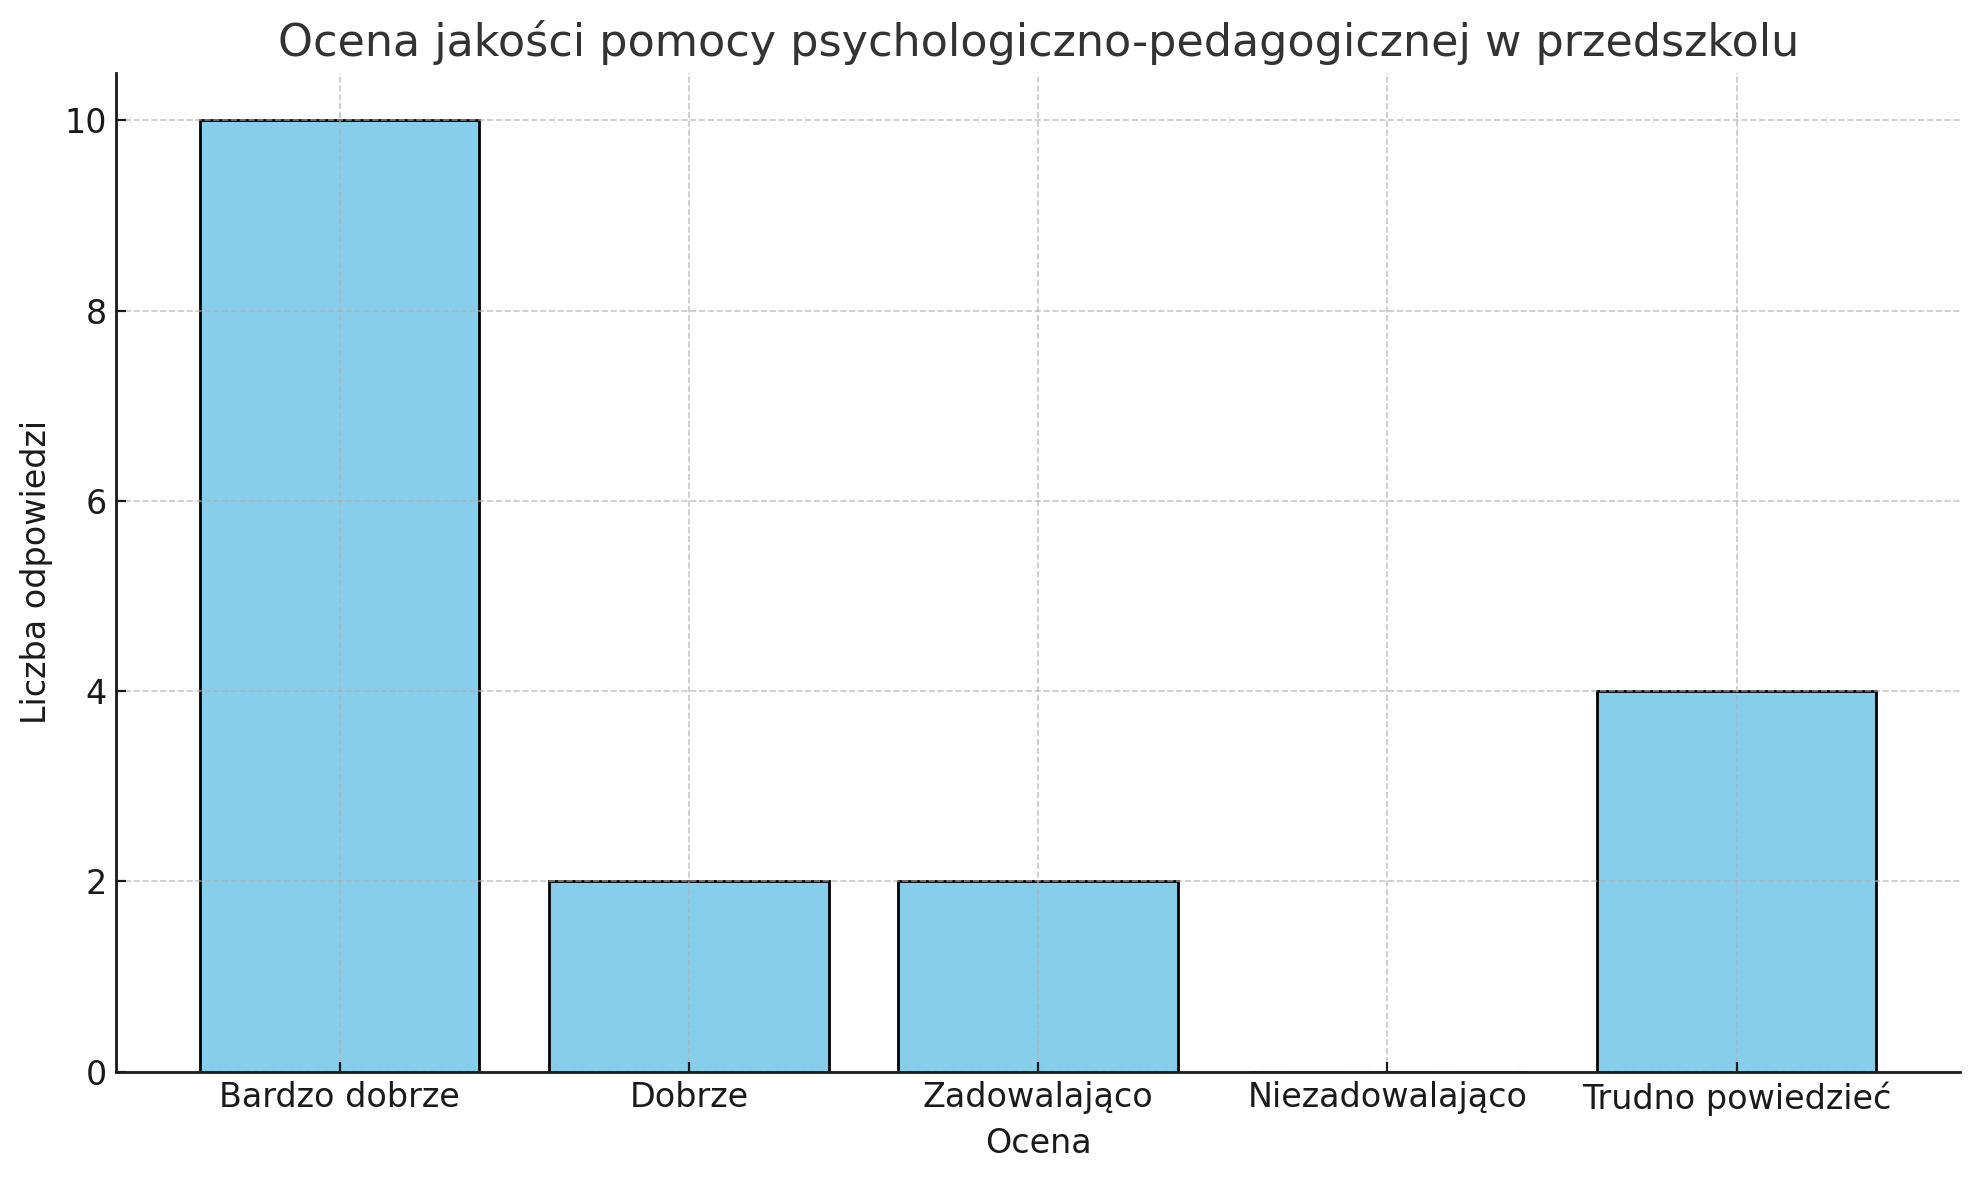 Ocena jakości pomocy psychologiczno-pedagogicznej w przedszkolu
10
8
6
4
2
0
Liczba odpowiedzi
Bardzo dobrze
Dobrze
Zadowalająco
Niezadowalająco
Trudno powiedzieć
Ocena